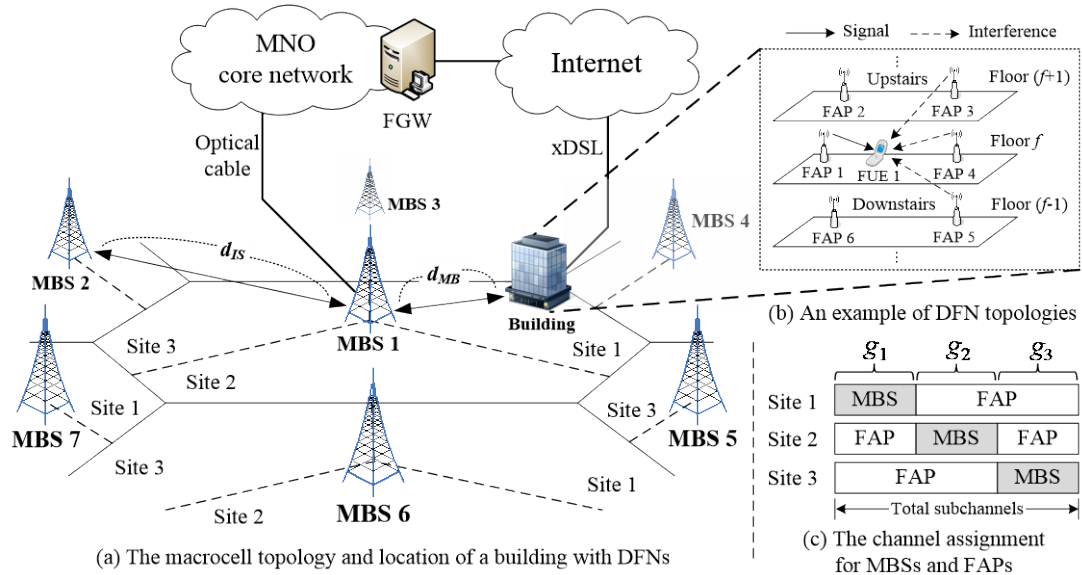 MNO
core network
FGW
Internet
Optical
cable
xDSL
MBS 3
MBS 4
MBS 2
d_IS
d_MB
MBS 1
Building
Site 3
Site 2
Site 1
Site 1
Site 3
MBS 7
MBS 5
Site 3
Site 1
Site 2
MBS 6
(a) The macrocell topology and location of a building with DFNs
Signal
Interference
Upstairs
Floor (f+1)
FAP 2
FAP 3
Floor f
FAP 1
FUE 1
FAP 4
Downstairs
Floor (f-1)
FAP 6
FAP 5
(b) An example of DFN topologies
g1 g2 g3
Site 1 MBS FAP
Site 2 FAP MBS FAP
Site 3 FAP MBS
Total subchannels
(c) The channel assignment
for MBSs and FAPs